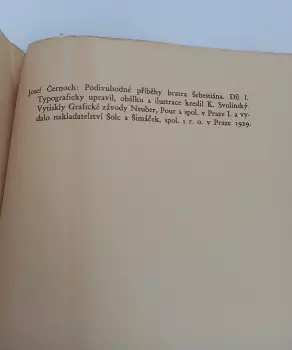 Josef Černoch: Podivuhodné příběhy bratra Šebestiána. Díl I.
Typograficky upravil, obálku a ilustrace kreslil K. Svolinský
Vytiskly Grafické závody Neuber, Pour a spol. v Praze I. a vy-
dalo nakladatelství Šolc a Šimáček, spol. s r. o. v Praze 1929.